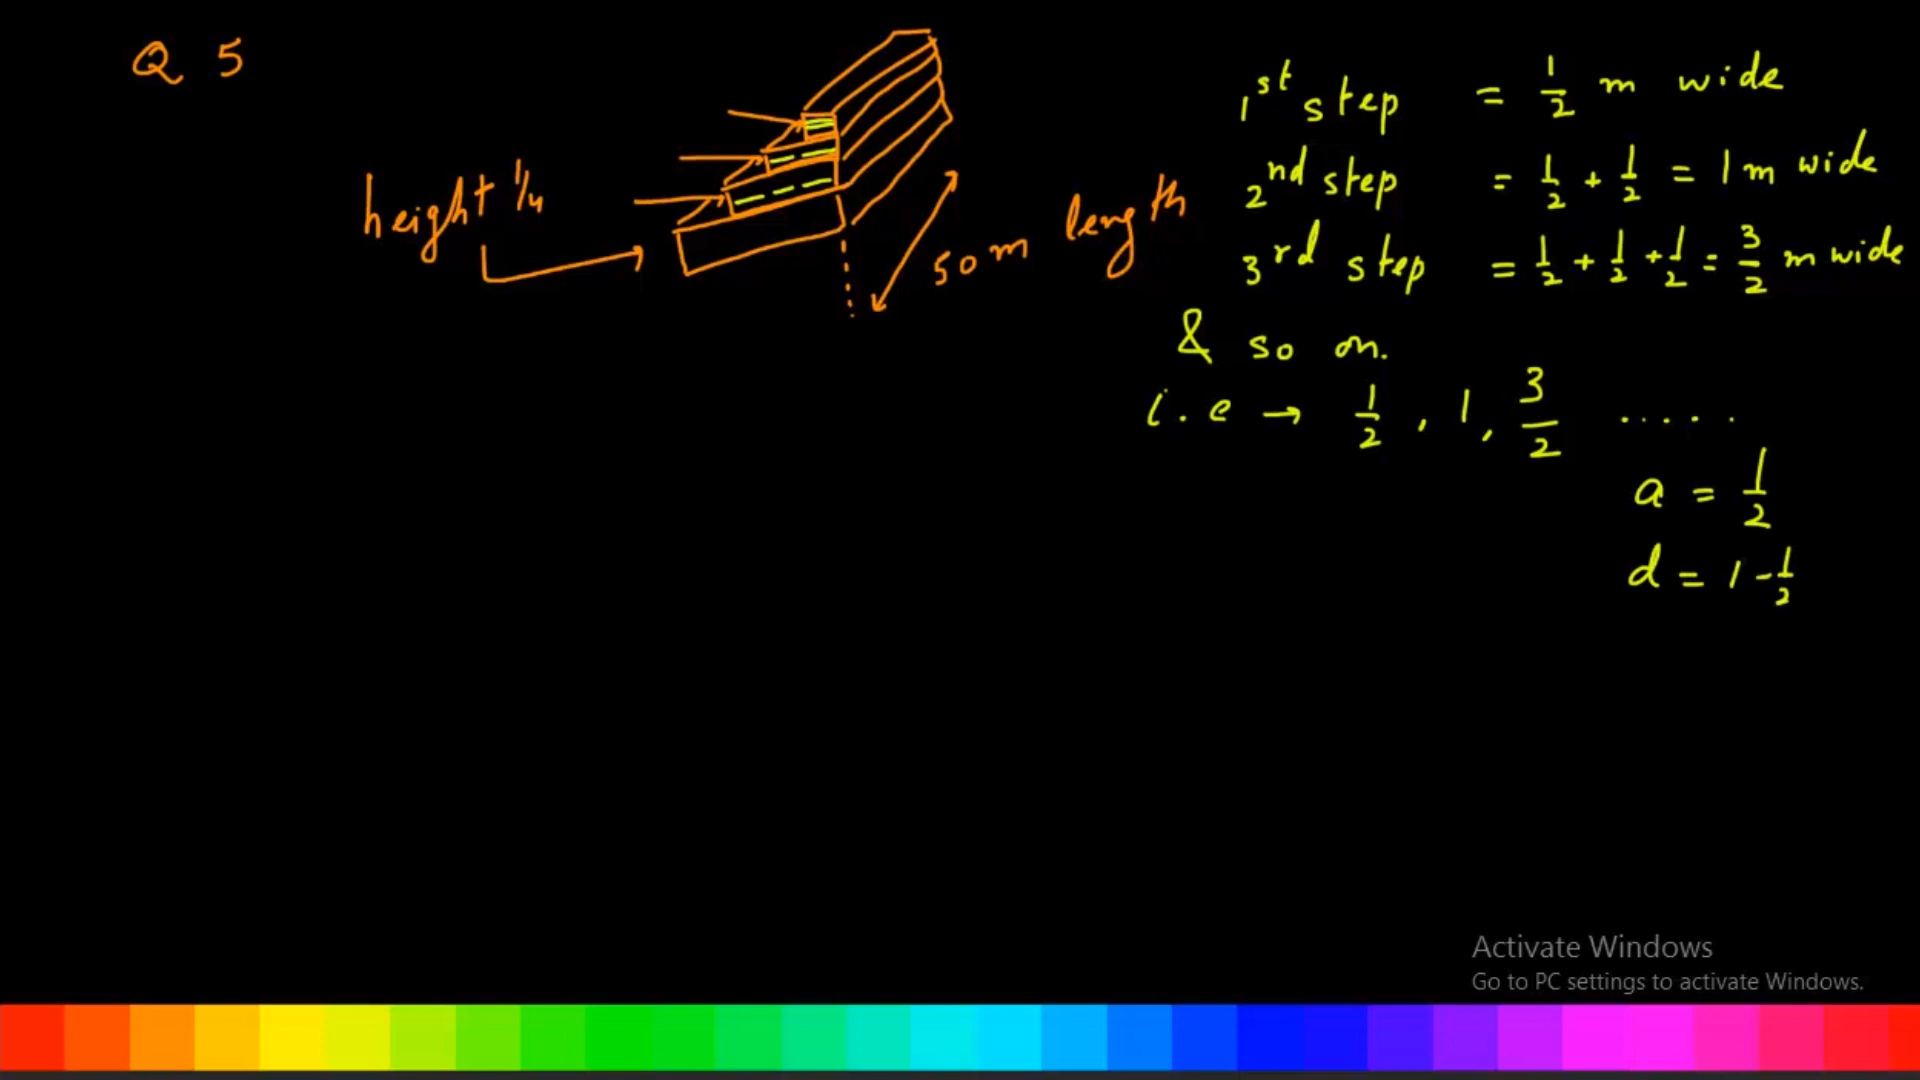 Q 5
height 1/4
50 m length
1st step = 1/2 m wide
2nd step = 1/2 + 1/2 = 1 m wide
3rd step = 1/2 + 1/2 + 1/2 = 3/2 m wide
& so on.
i.e → 1/2 , 1, 3/2 .....
a = 1/2
d = 1 - 1/2
Activate Windows
Go to PC settings to activate Windows.